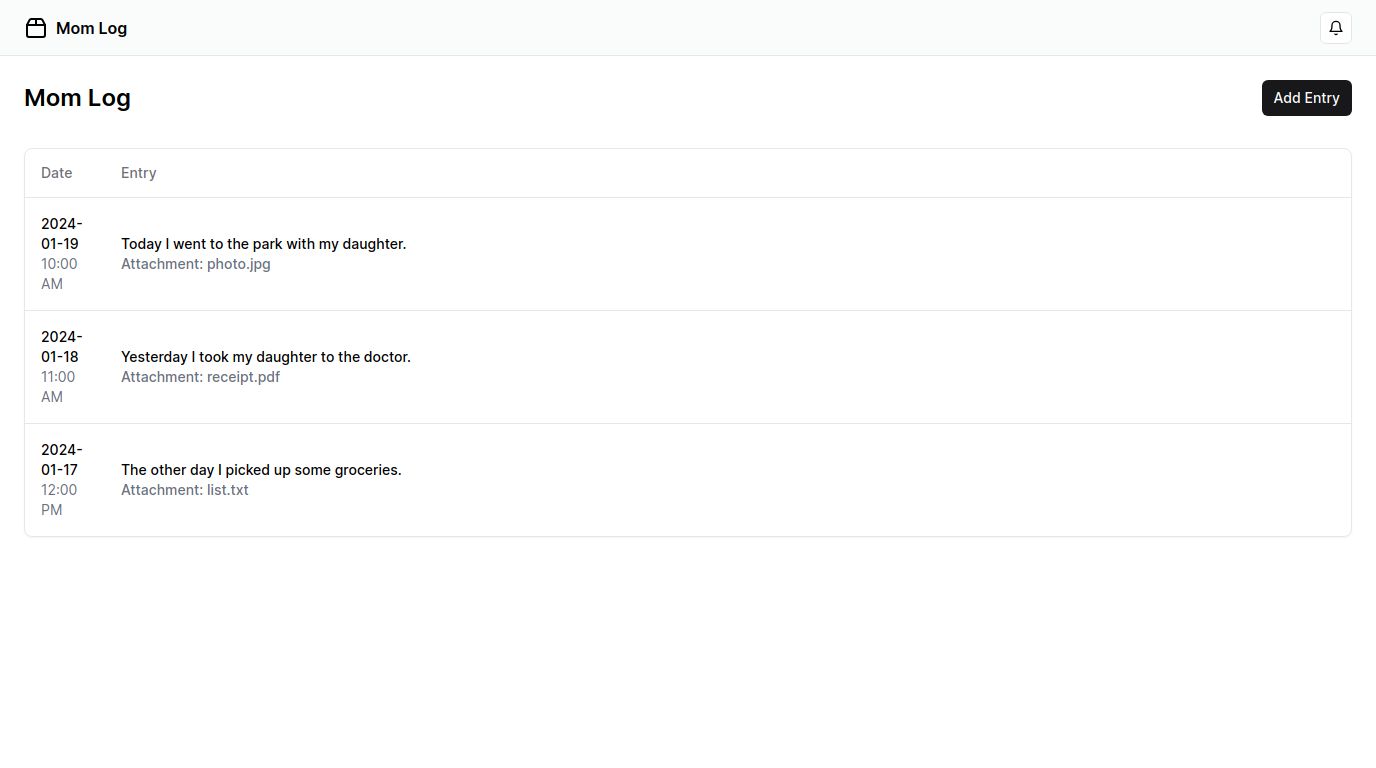 Mom Log
Mom Log
Add Entry
Date Entry
2024-
01-19
10:00
AM
Today I went to the park with my daughter.
Attachment: photo.jpg
2024-
01-18
11:00
AM
Yesterday I took my daughter to the doctor.
Attachment: receipt.pdf
2024-
01-17
12:00
PM
The other day I picked up some groceries.
Attachment: list.txt